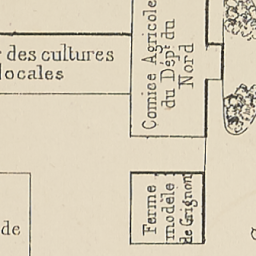 des cultures
locales
Comice Agricole
du Dépt. du
Nord
Ferme
modèle
de Grignon
de